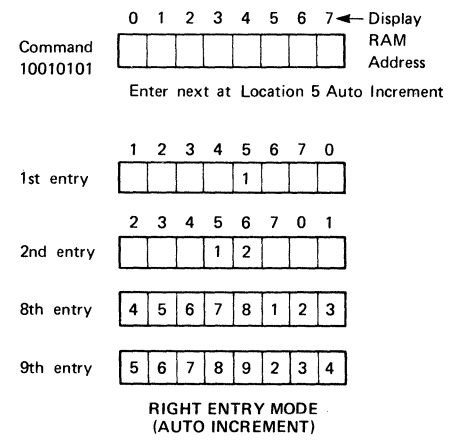 0 1 2 3 4 5 6 7 ← Display
Command RAM
10010101 Address
Enter next at Location 5 Auto Increment
1 2 3 4 5 6 7 0
1st entry 1
2 3 4 5 6 7 0 1
2nd entry 1 2
8th entry 4 5 6 7 8 1 2 3
9th entry 5 6 7 8 9 2 3 4
RIGHT ENTRY MODE
(AUTO INCREMENT)